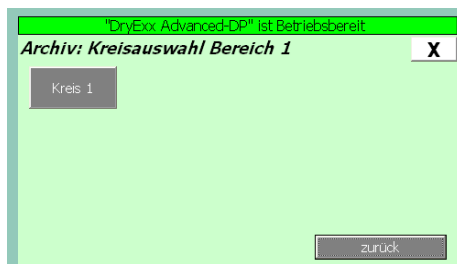 "DryExx Advanced-DP" ist Betriebsbereit
Archiv: Kreisauswahl Bereich 1
X
Kreis 1
zurück